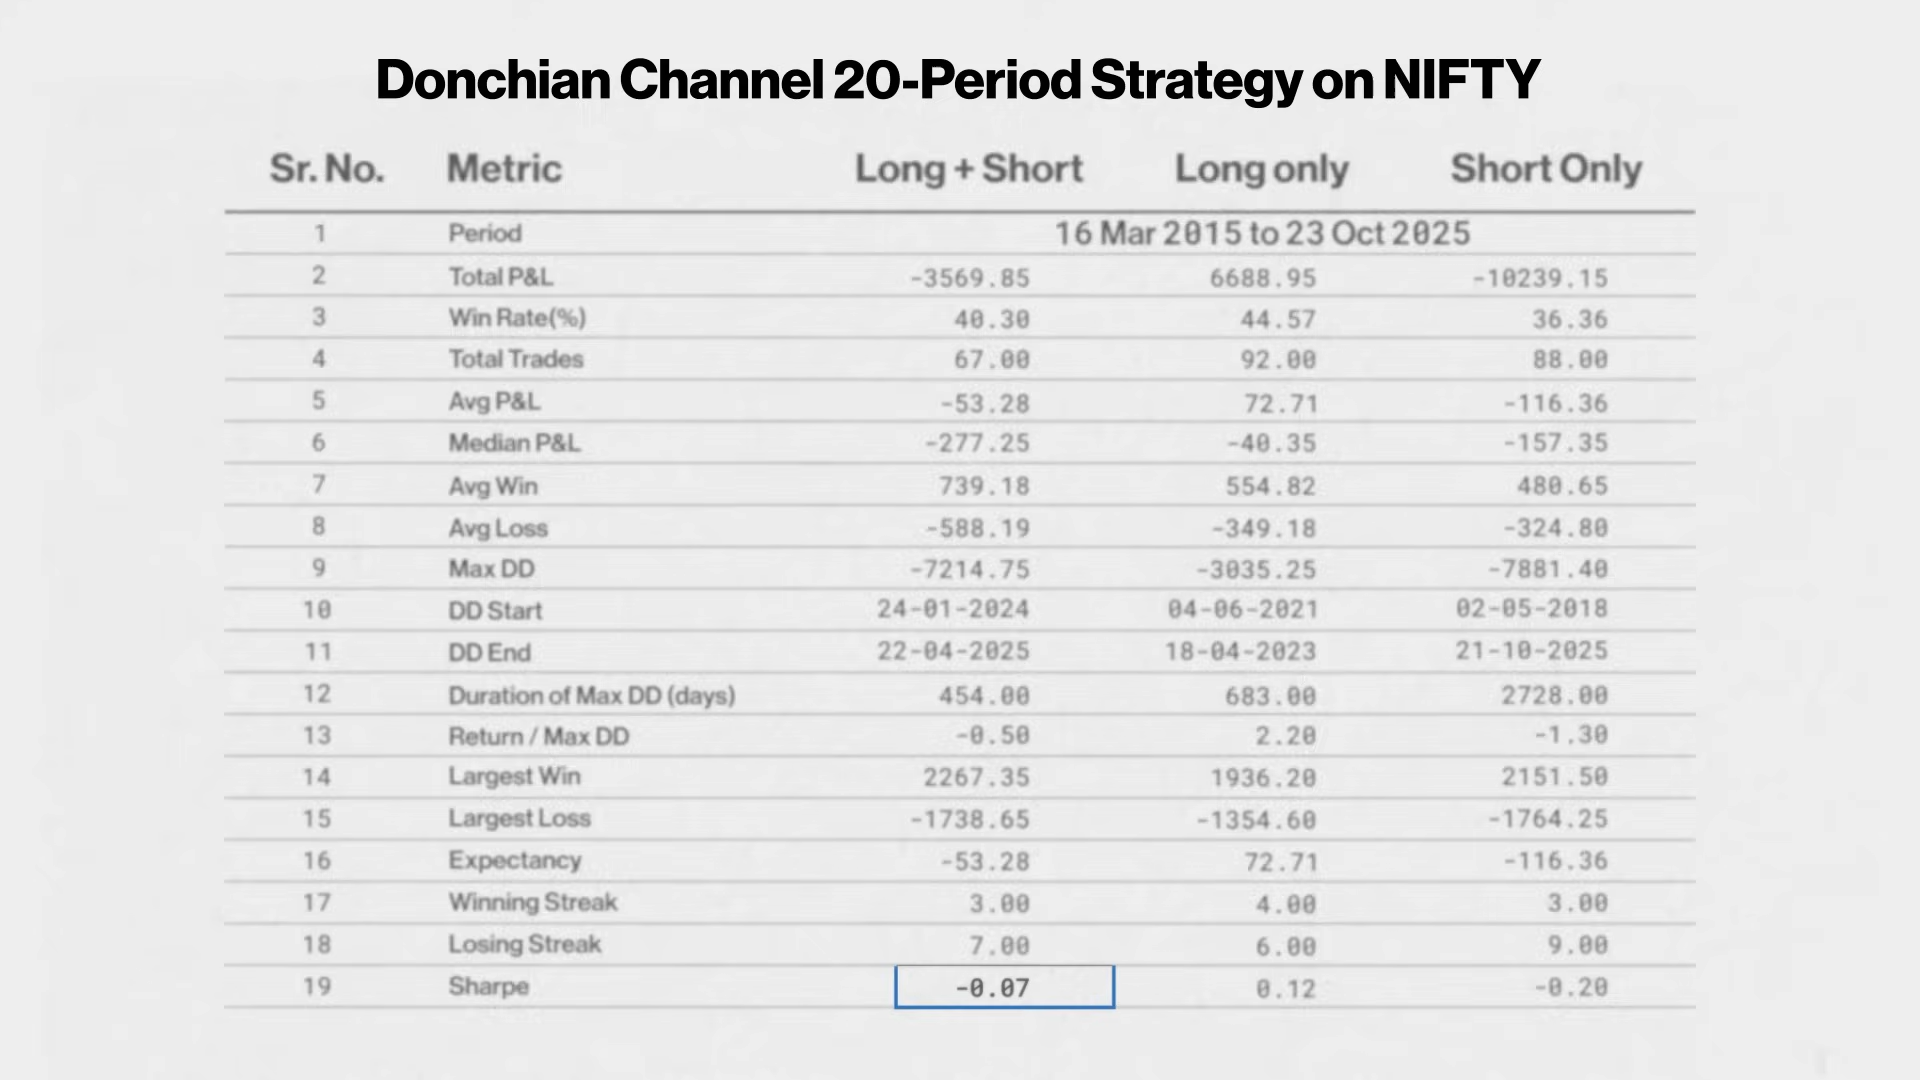 Donchian Channel 20-Period Strategy on NIFTY
Sr. No. Metric Long + Short Long only Short Only
1 Period 16 Mar 2015 to 23 Oct 2025
2 Total P&L -3569.85 6688.95 -10239.15
3 Win Rate(%) 40.30 44.57 36.36
4 Total Trades 67.00 92.00 88.00
5 Avg P&L -53.28 72.71 -116.36
6 Median P&L -277.25 -40.35 -157.35
7 Avg Win 739.18 554.82 480.65
8 Avg Loss -588.19 -349.18 -324.80
9 Max DD -7214.75 -3035.25 -7881.40
10 DD Start 24-01-2024 04-06-2021 02-05-2018
11 DD End 22-04-2025 18-04-2023 21-10-2025
12 Duration of Max DD (days) 454.00 683.00 2728.00
13 Return / Max DD -0.50 2.20 -1.30
14 Largest Win 2267.35 1936.20 2151.50
15 Largest Loss -1738.65 -1354.60 -1764.25
16 Expectancy -53.28 72.71 -116.36
17 Winning Streak 3.00 4.00 3.00
18 Losing Streak 7.00 6.00 9.00
19 Sharpe -0.07 0.12 -0.20